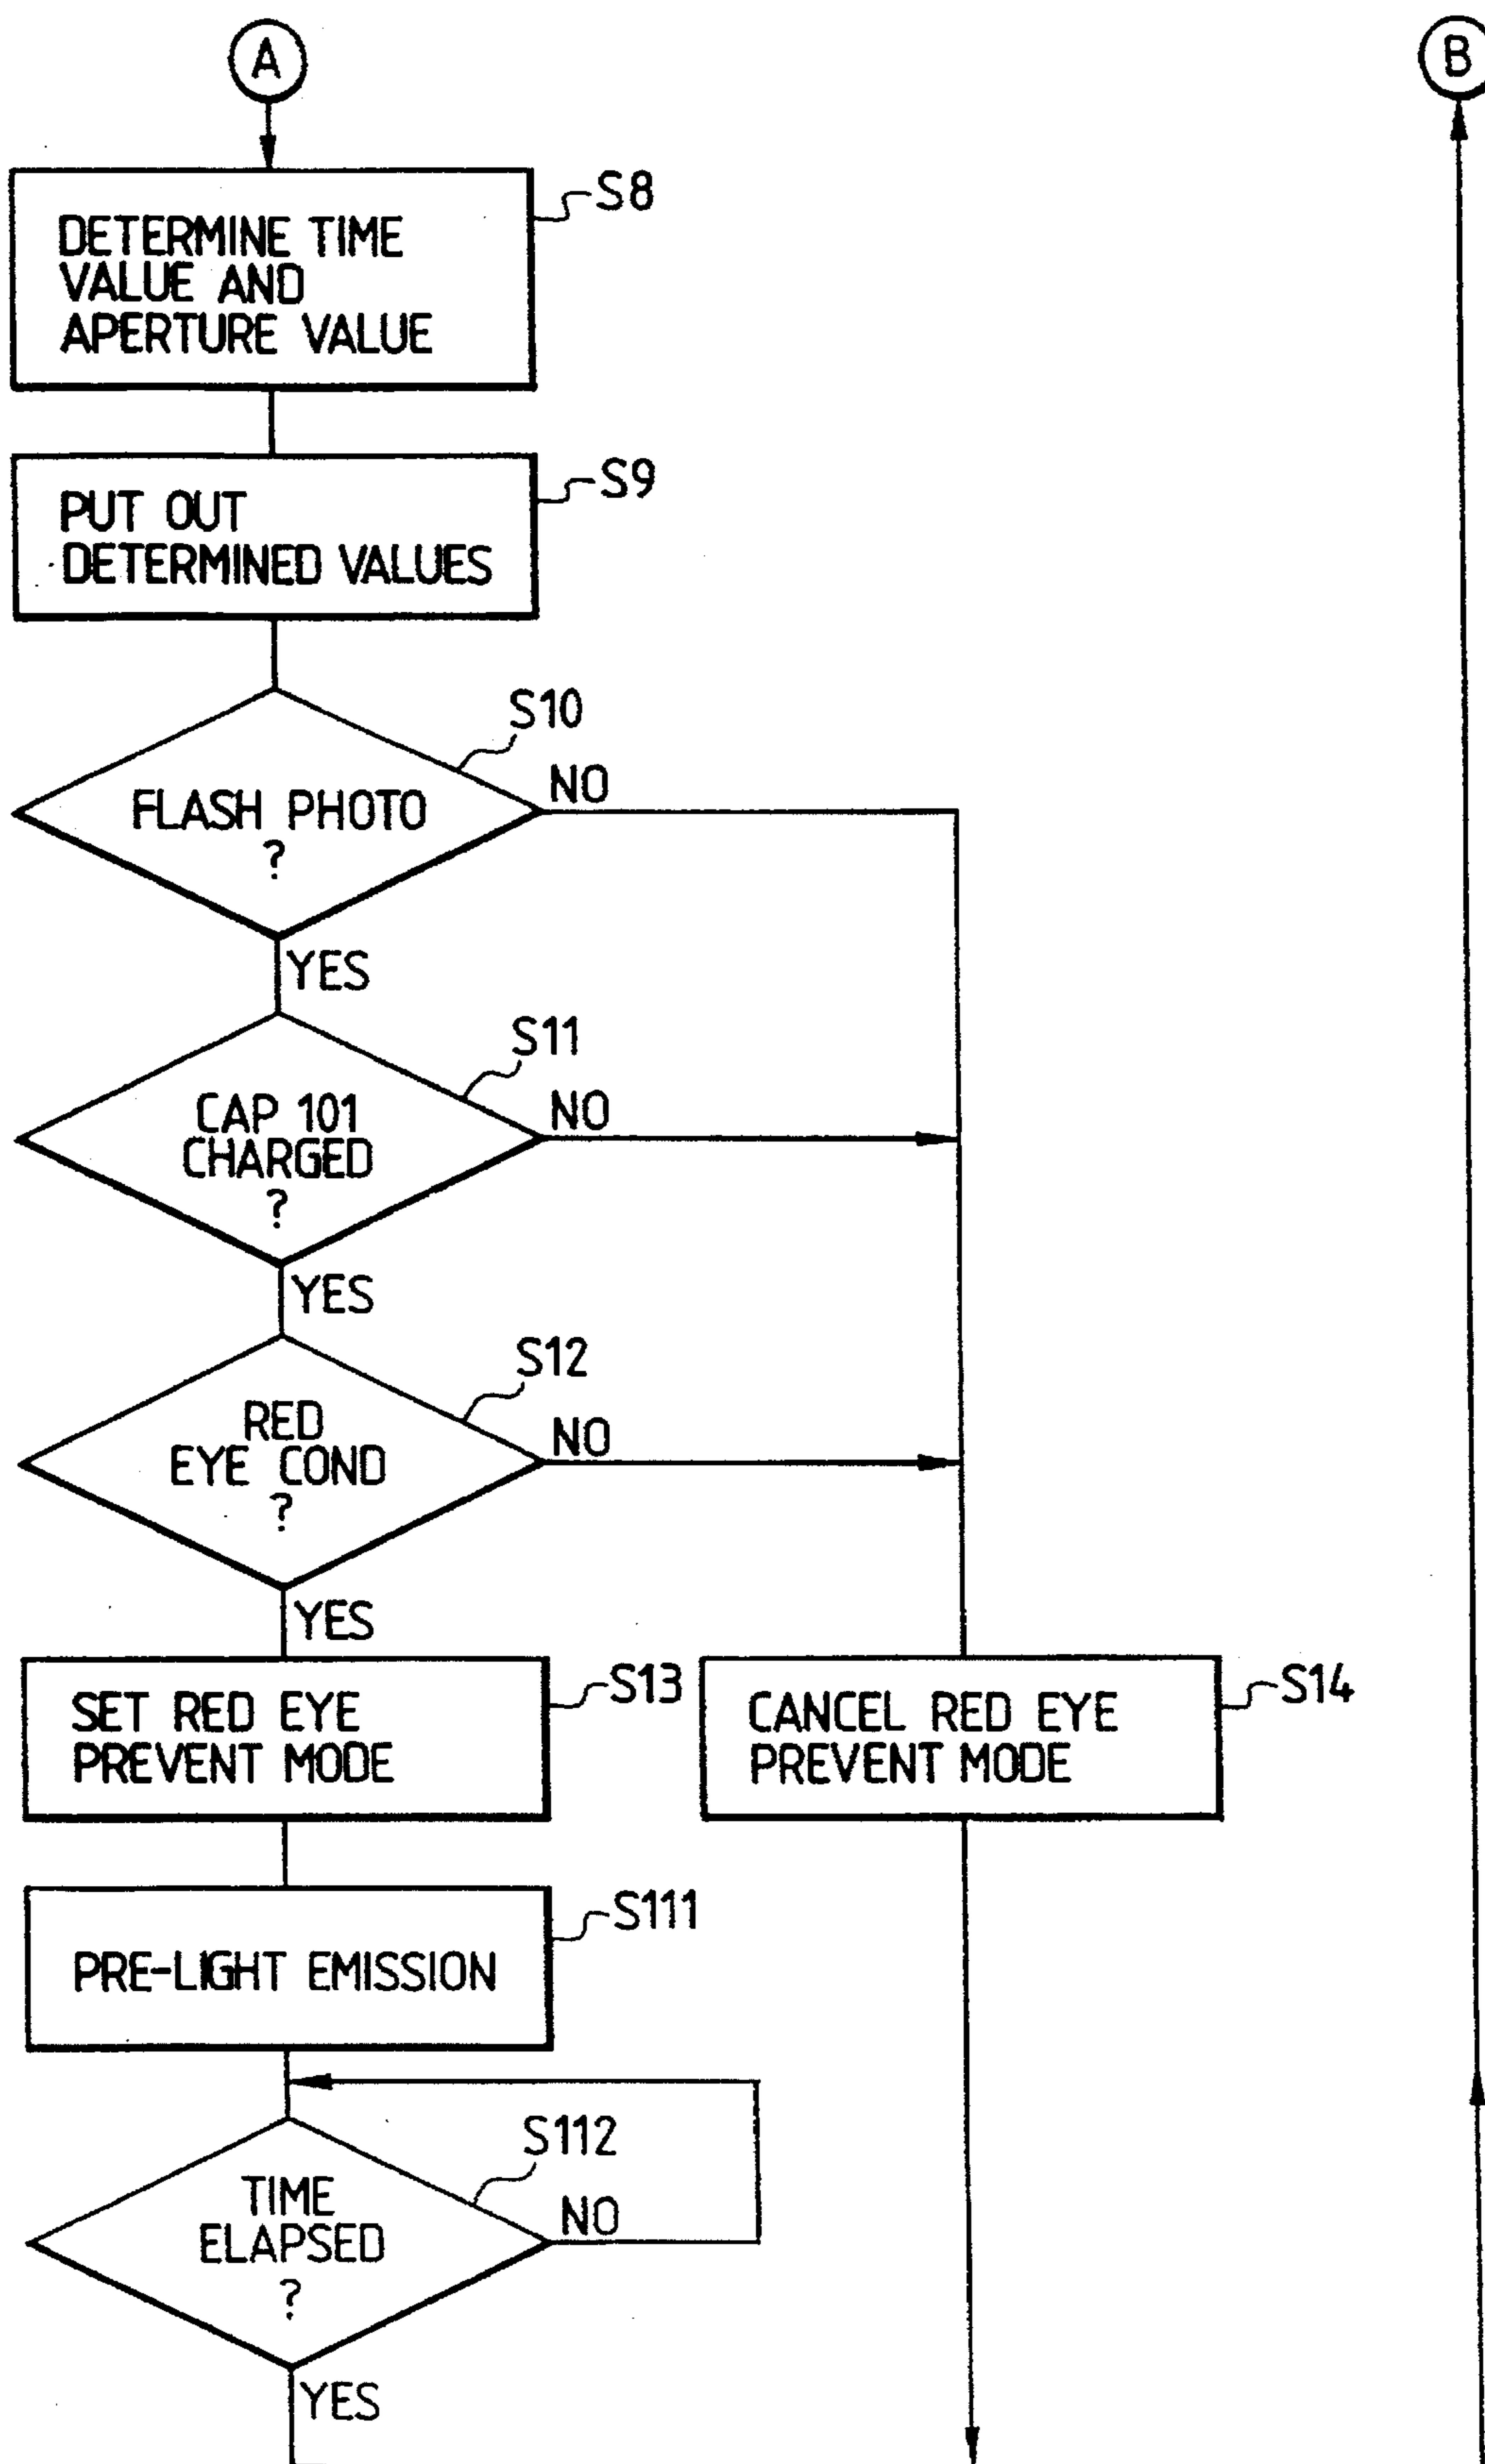 A
B
S8
DETERMINE TIME
VALUE AND
APERTURE VALUE
S9
PUT OUT
DETERMINED VALUES
S10
FLASH PHOTO
?
NO
YES
S11
CAP 101
CHARGED
?
NO
YES
S12
RED
EYE COND
?
NO
YES
S13
SET RED EYE
PREVENT MODE
S14
CANCEL RED EYE
PREVENT MODE
S111
PRE-LIGHT EMISSION
S112
TIME
ELAPSED
?
NO
YES